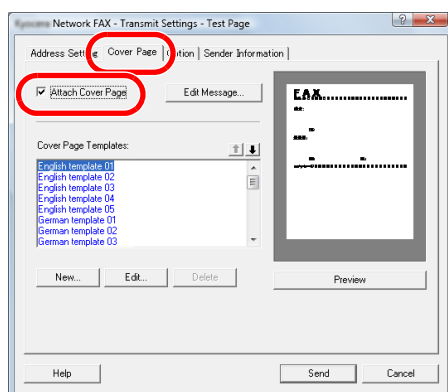 Kyocera Network FAX - Transmit Settings - Test Page
Address Setting Cover Page Option Sender Information
Attach Cover Page Edit Message...
Cover Page Templates:
English template 01
English template 02
English template 03
English template 04
English template 05
German template 01
German template 02
German template 03
New... Edit... Delete
FAX
Preview
Help Send Cancel